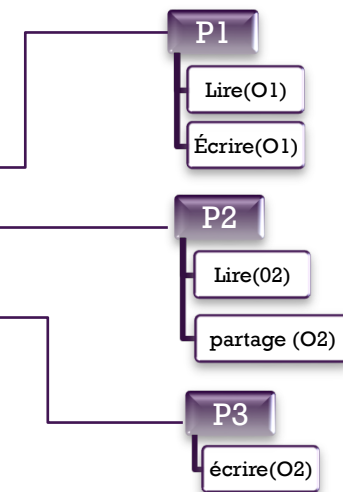 P1
Lire(O1)
Écrire(O1)
P2
Lire(02)
partage (O2)
P3
écrire(O2)